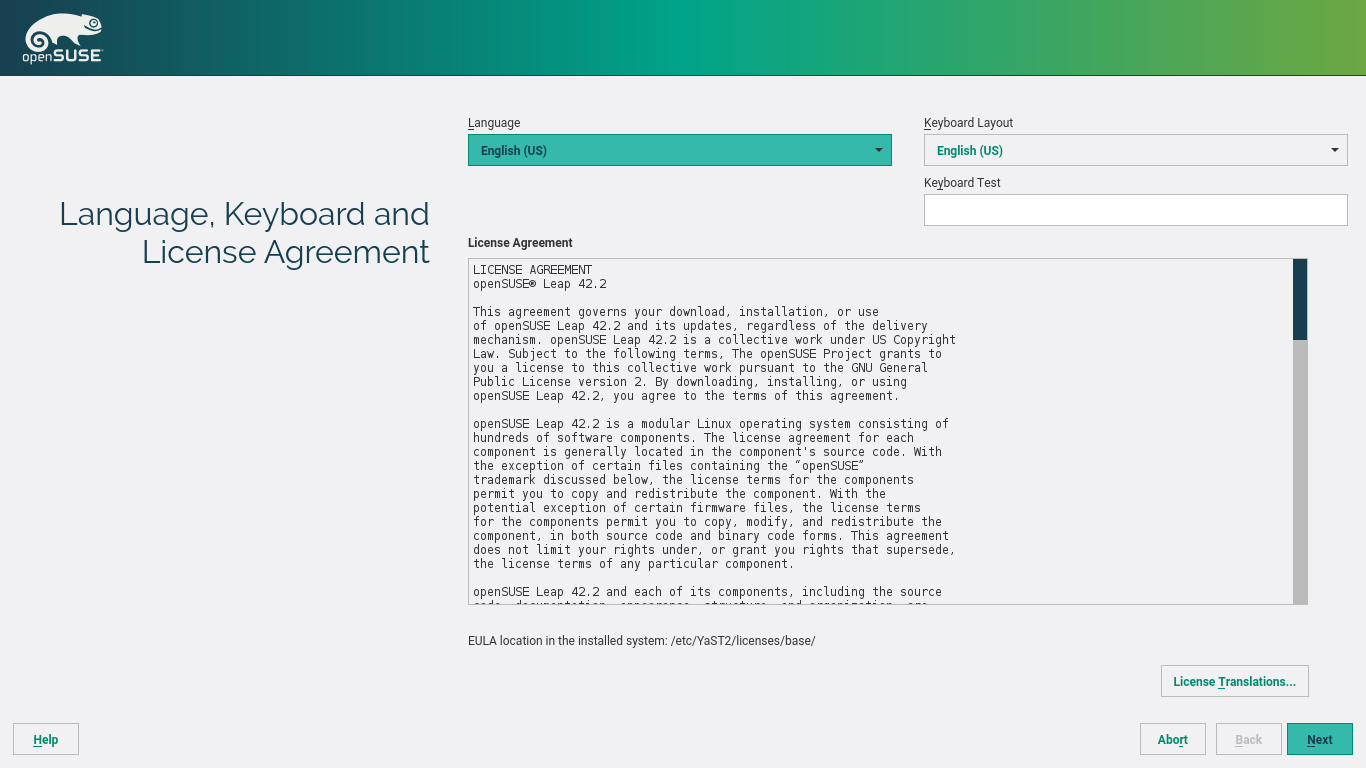 openSUSE
Language
Keyboard Layout
English (US)
English (US)
Keyboard Test
Language, Keyboard and
License Agreement
License Agreement
LICENSE AGREEMENT
openSUSE® Leap 42.2
This agreement governs your download, installation, or use
of openSUSE Leap 42.2 and its updates, regardless of the delivery
mechanism. openSUSE Leap 42.2 is a collective work under US Copyright
Law. Subject to the following terms, The openSUSE Project grants to
you a license to this collective work pursuant to the GNU General
Public License version 2. By downloading, installing, or using
openSUSE Leap 42.2, you agree to the terms of this agreement.
openSUSE Leap 42.2 is a modular Linux operating system consisting of
hundreds of software components. The license agreement for each
component is generally located in the component's source code. With
the exception of certain files containing the “openSUSE”
trademark discussed below, the license terms for the components
permit you to copy and redistribute the component. With the
potential exception of certain firmware files, the license terms
for the components permit you to copy, modify, and redistribute the
component, in both source code and binary code forms. This agreement
does not limit your rights under, or grant you rights that supersede,
the license terms of any particular component.
openSUSE Leap 42.2 and each of its components, including the source
code, documentation, appearance, structure, and organization, are
EULA location in the installed system: /etc/YaST2/licenses/base/
License Translations...
Help
Abort
Back
Next